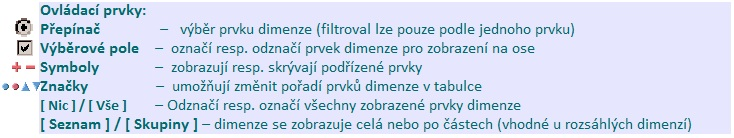 Ovládací prvky:
Přepínač – výběr prvku dimenze (filtroval lze pouze podle jednoho prvku)
Výběrové pole – označí resp. odznačí prvek dimenze pro zobrazení na ose
Symboly – zobrazují resp. skrývají podřízené prvky
Značky – umožňují změnit pořadí prvků dimenze v tabulce
[ Nic ] / [ Vše ] – Odznačí resp. označí všechny zobrazené prvky dimenze
[ Seznam ] / [ Skupiny ] – dimenze se zobrazuje celá nebo po částech (vhodné u rozsáhlých dimenzí)